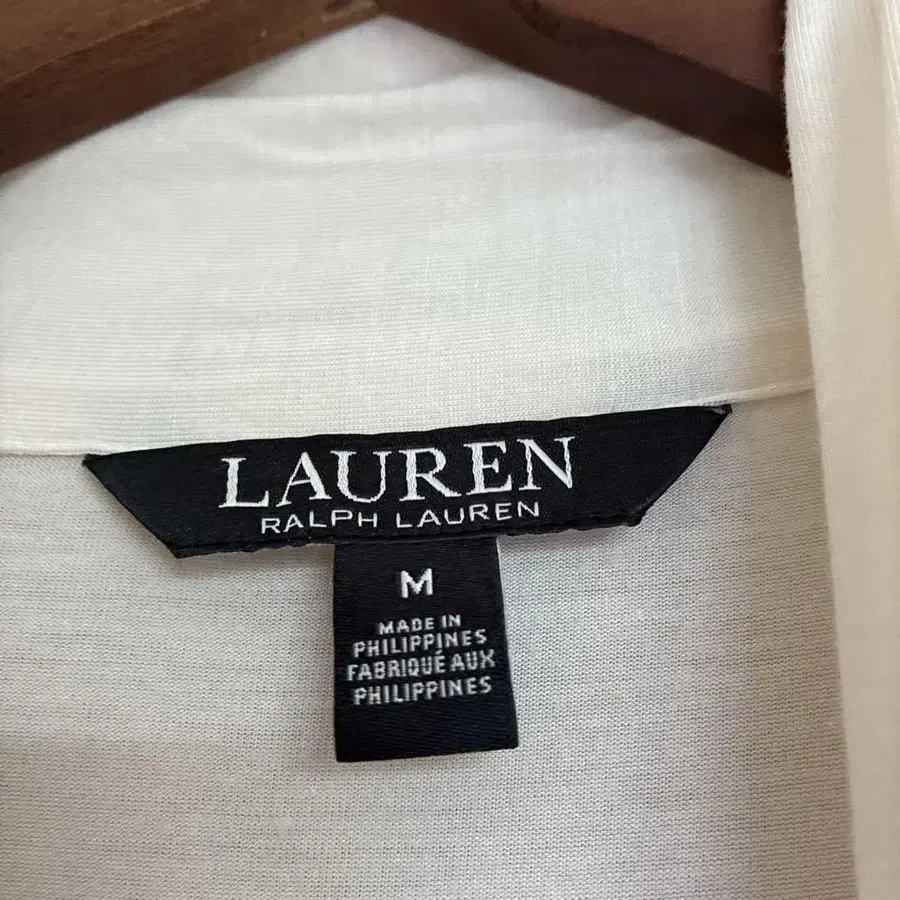 LAUREN
RALPH LAUREN
M
MADE IN
PHILIPPINES
FABRIQUÉ AUX
PHILIPPINES